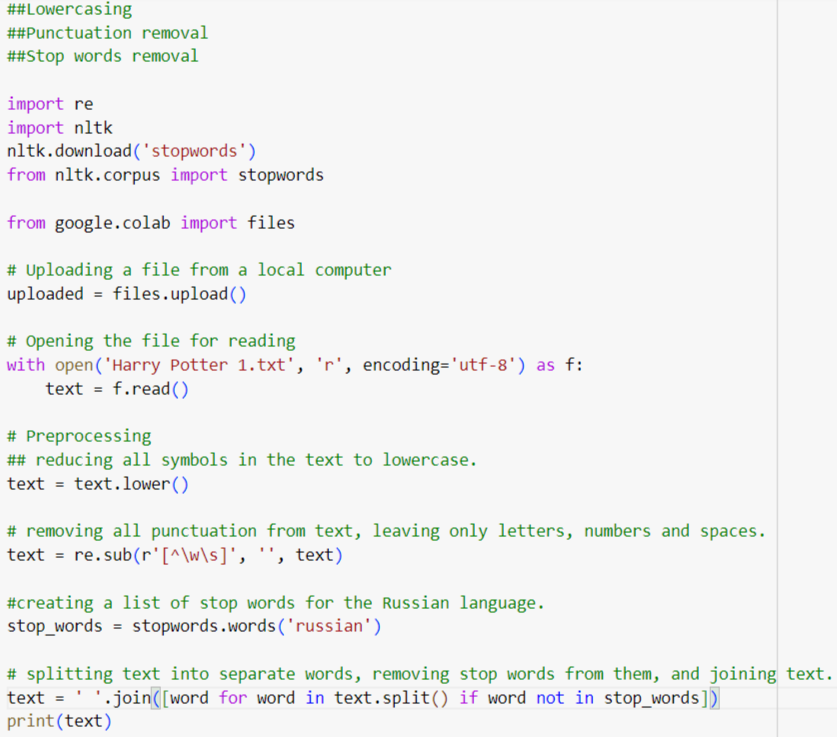 ##Lowercasing
##Punctuation removal
##Stop words removal
import re
import nltk
nltk.download('stopwords')
from nltk.corpus import stopwords
from google.colab import files
# Uploading a file from a local computer
uploaded = files.upload()
# Opening the file for reading
with open('Harry Potter 1.txt', 'r', encoding='utf-8') as f:
    text = f.read()
# Preprocessing
## reducing all symbols in the text to lowercase.
text = text.lower()
# removing all punctuation from text, leaving only letters, numbers and spaces.
text = re.sub(r'[^\w\s]', '', text)
#creating a list of stop words for the Russian language.
stop_words = stopwords.words('russian')
# splitting text into separate words, removing stop words from them, and joining text.
text = ' '.join([word for word in text.split() if word not in stop_words])
print(text)